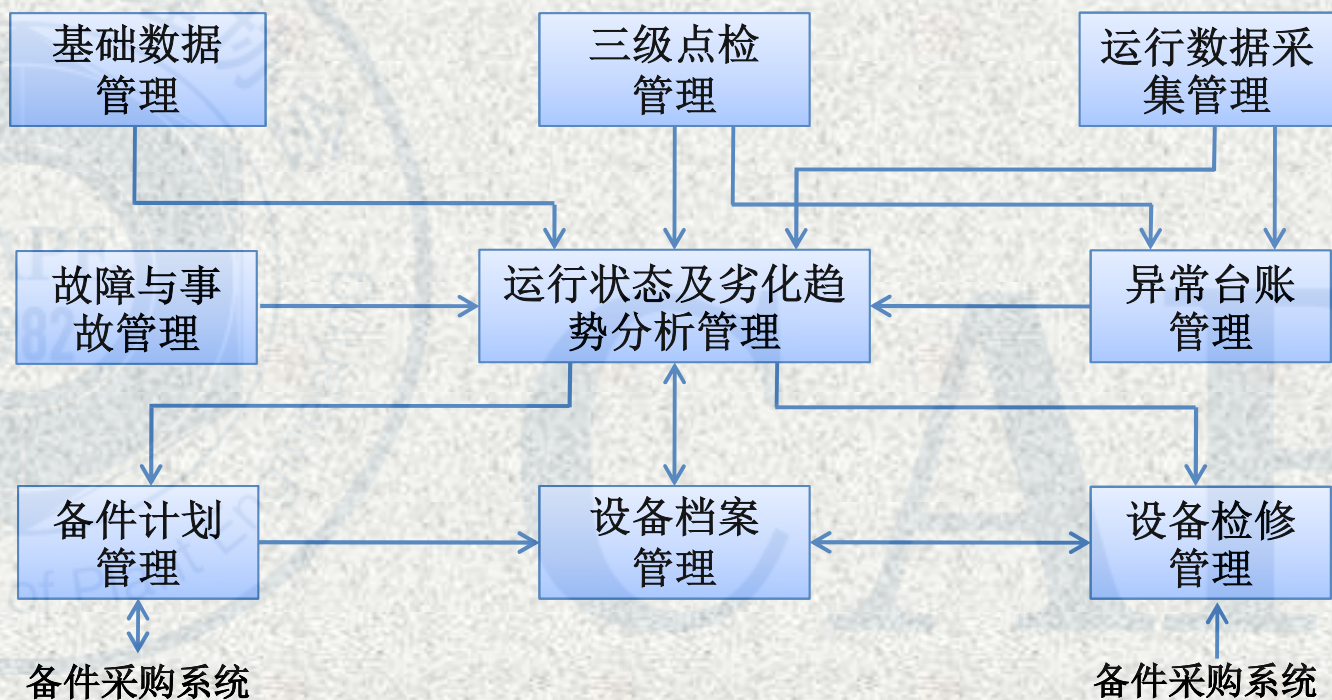 基础数据
管理
三级点检
管理
运行数据采
集管理
故障与事
故管理
运行状态及劣化趋
势分析管理
异常台账
管理
备件计划
管理
设备档案
管理
设备检修
管理
备件采购系统
备件采购系统